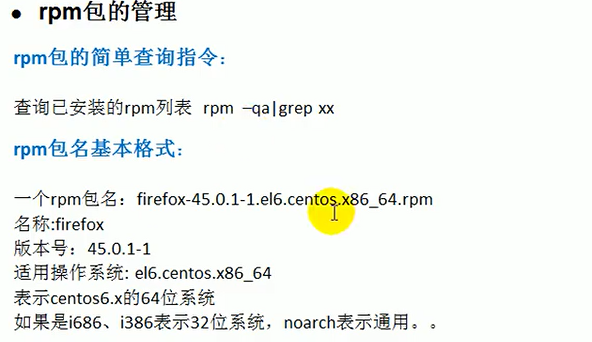 ● rpm包的管理
rpm包的简单查询指令：
查询已安装的rpm列表 rpm –qa|grep xx
rpm包名基本格式：
一个rpm包名：firefox-45.0.1-1.el6.centos.x86_64.rpm
名称:firefox
版本号：45.0.1-1
适用操作系统: el6.centos.x86_64
表示centos6.x的64位系统
如果是i686、i386表示32位系统，noarch表示通用。。